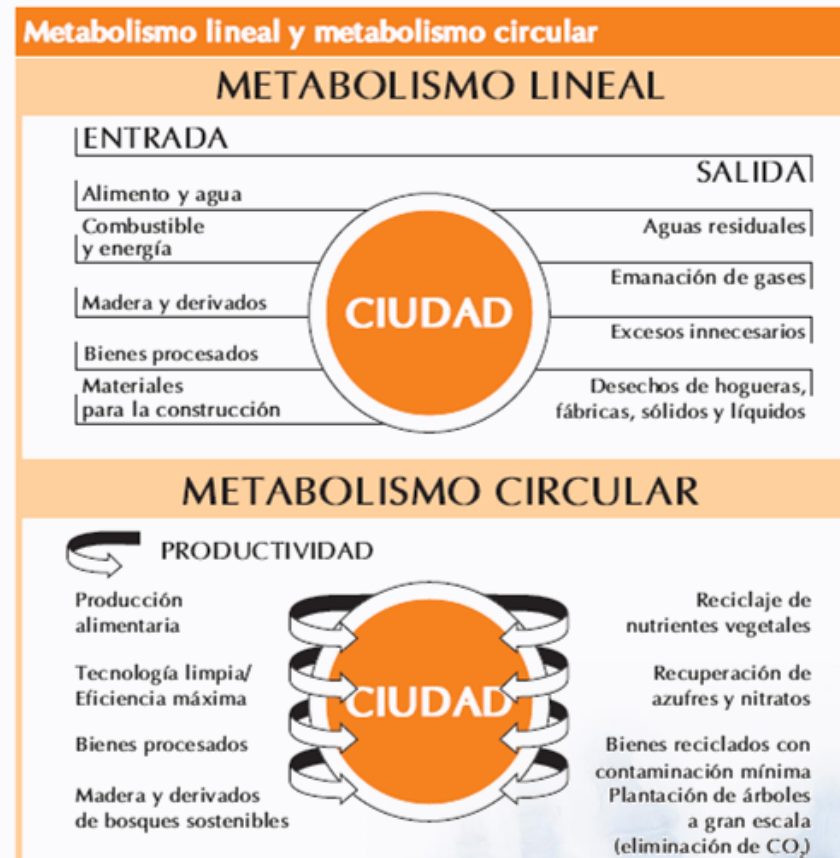 Metabolismo lineal y metabolismo circular
METABOLISMO LINEAL
ENTRADA
SALIDA
Alimento y agua
Combustible
y energía
Madera y derivados
Bienes procesados
Materiales
para la construcción
CIUDAD
Aguas residuales
Emanación de gases
Excesos innecesarios
Desechos de hogueras,
fábricas, sólidos y líquidos
METABOLISMO CIRCULAR
PRODUCTIVIDAD
Producción
alimentaria
Tecnología limpia/
Eficiencia máxima
Bienes procesados
Madera y derivados
de bosques sostenibles
CIUDAD
Reciclaje de
nutrientes vegetales
Recuperación de
azufres y nitratos
Bienes reciclados con
contaminación mínima
Plantación de árboles
a gran escala
(eliminación de CO₂)